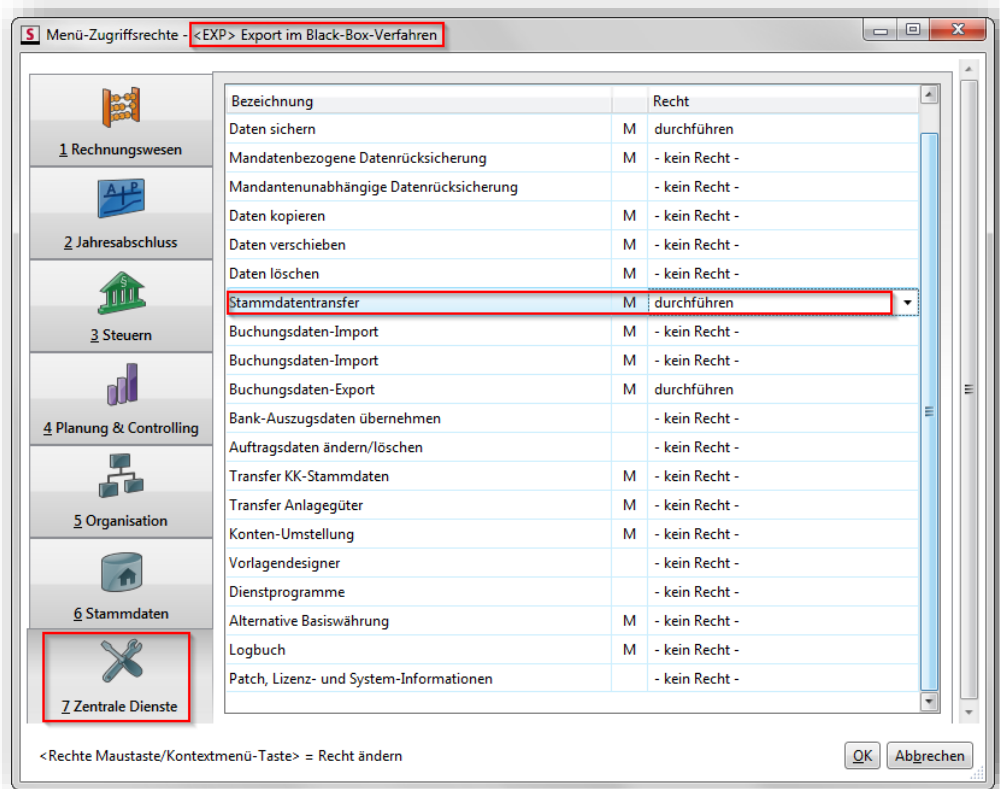 S Menü-Zugriffsrechte - <EXP> Export im Black-Box-Verfahren
1 Rechnungswesen
2 Jahresabschluss
3 Steuern
4 Planung & Controlling
5 Organisation
6 Stammdaten
7 Zentrale Dienste
Bezeichnung Recht
Daten sichern M durchführen
Mandatenbezogene Datenrücksicherung M - kein Recht -
Mandantenunabhängige Datenrücksicherung - kein Recht -
Daten kopieren M - kein Recht -
Daten verschieben M - kein Recht -
Daten löschen M - kein Recht -
Stammdatentransfer M durchführen
Buchungsdaten-Import M - kein Recht -
Buchungsdaten-Import M - kein Recht -
Buchungsdaten-Export M durchführen
Bank-Auszugsdaten übernehmen - kein Recht -
Auftragsdaten ändern/löschen - kein Recht -
Transfer KK-Stammdaten M - kein Recht -
Transfer Anlagegüter M - kein Recht -
Konten-Umstellung M - kein Recht -
Vorlagendesigner - kein Recht -
Dienstprogramme - kein Recht -
Alternative Basiswährung M - kein Recht -
Logbuch M - kein Recht -
Patch, Lizenz- und System-Informationen - kein Recht -
<Rechte Maustaste/Kontextmenü-Taste> = Recht ändern
OK Abbrechen